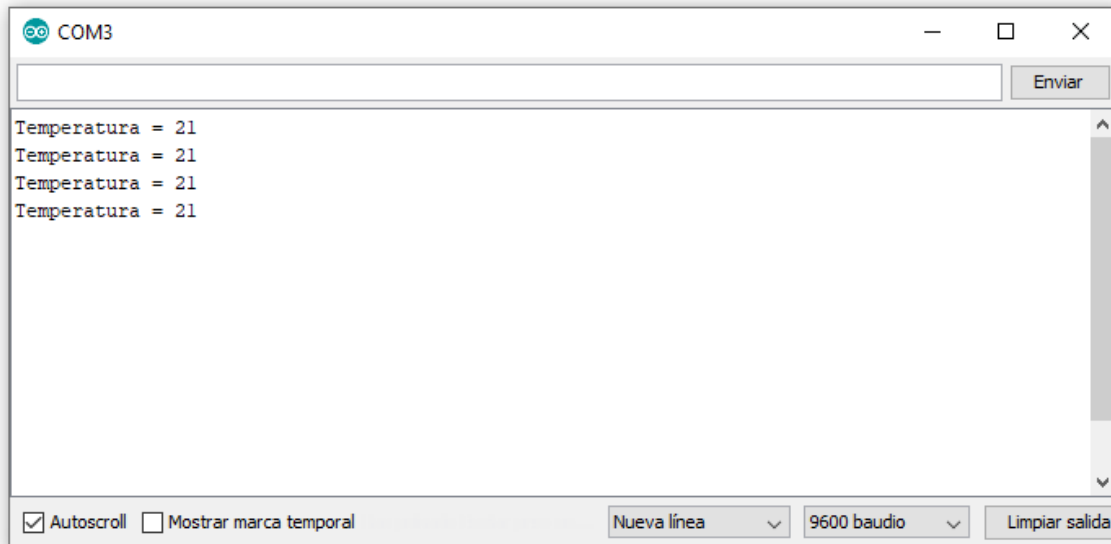 COM3
Enviar
Temperatura = 21
Temperatura = 21
Temperatura = 21
Temperatura = 21
Autoscroll Mostrar marca temporal Nueva línea 9600 baudio Limpiar salida